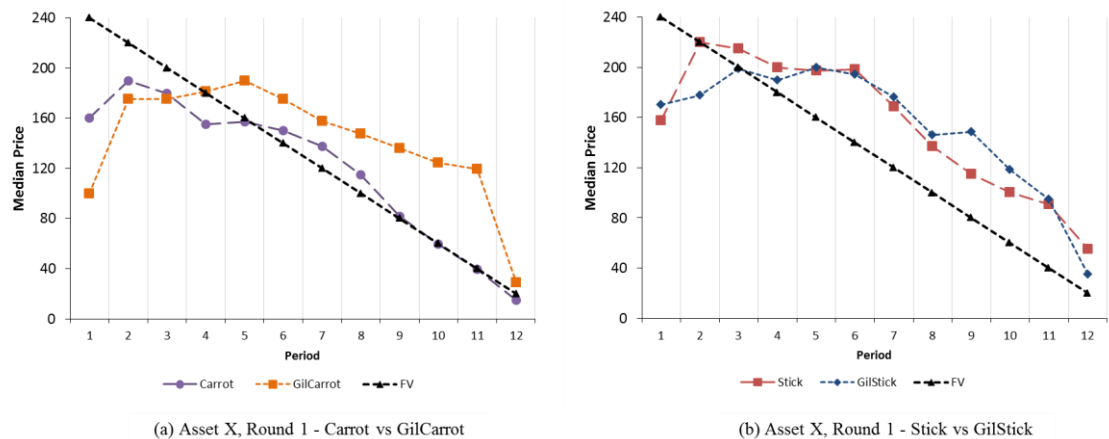 240
200
160
120
80
40
0
Median Price
1 2 3 4 5 6 7 8 9 10 11 12
Period
Carrot GilCarrot FV
(a) Asset X, Round 1 - Carrot vs GilCarrot
240
200
160
120
80
40
0
Median Price
1 2 3 4 5 6 7 8 9 10 11 12
Period
Stick GilStick FV
(b) Asset X, Round 1 - Stick vs GilStick